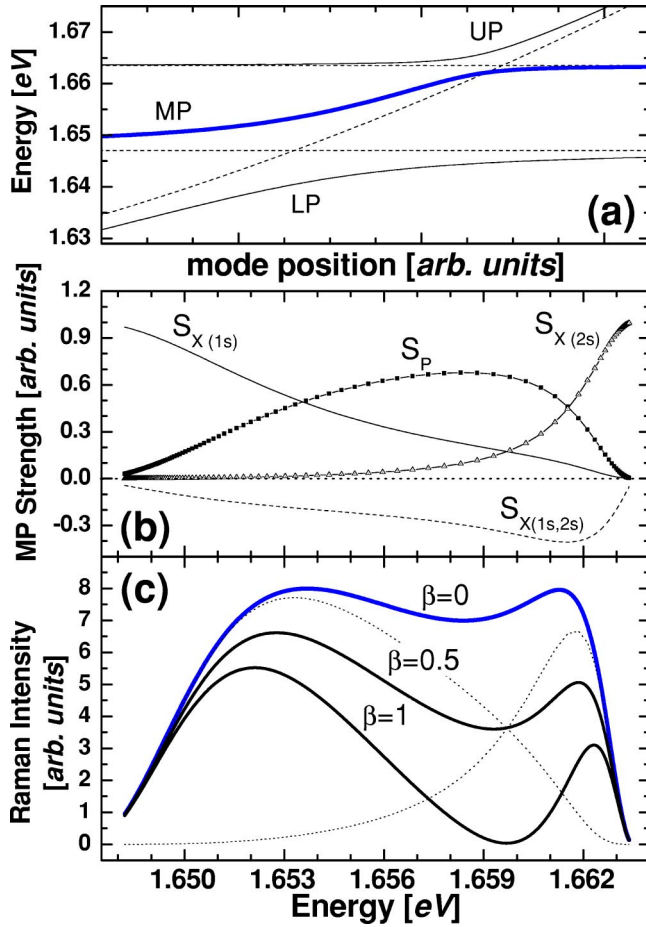 1.67
1.66
1.65
1.64
1.63
Energy [eV]
UP
MP
LP
(a)
mode position [arb. units]
1.2
0.9
0.6
0.3
0.0
-0.3
MP Strength [arb. units]
S_X (1s)
S_P
S_X (2s)
S_X(1s,2s)
(b)
(c)
8
7
6
5
4
3
2
1
0
Raman Intensity
[arb. units]
β=0
β=0.5
β=1
1.650 1.653 1.656 1.659 1.662
Energy [eV]